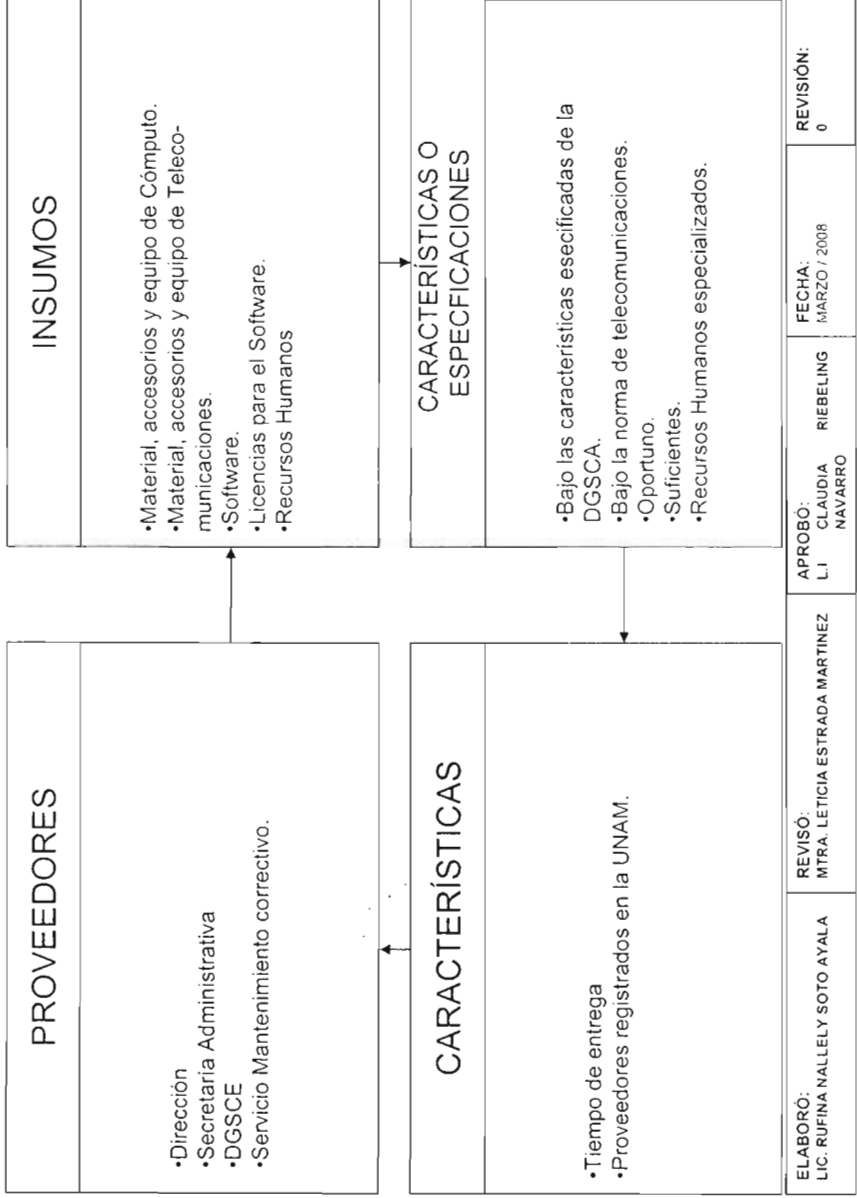 PROVEEDORES
•Dirección
•Secretaria Administrativa
•DGSCE
•Servicio Mantenimiento correctivo.
INSUMOS
•Material, accesorios y equipo de Cómputo.
•Material, accesorios y equipo de Teleco-
municaciones.
•Software.
•Licencias para el Software.
•Recursos Humanos
CARACTERÍSTICAS
•Tiempo de entrega
•Proveedores registrados en la UNAM.
CARACTERÍSTICAS O
ESPECFICACIONES
•Bajo las características esecificadas de la
DGSCA.
•Bajo la norma de telecomunicaciones.
•Oportuno.
•Suficientes.
•Recursos Humanos especializados.
ELABORÓ:
LIC. RUFINA NALLELY SOTO AYALA
REVISÓ:
MTRA. LETICIA ESTRADA MARTINEZ
APROBÓ:
L.I CLAUDIA RIEBELING
NAVARRO
FECHA:
MARZO / 2008
REVISIÓN:
0